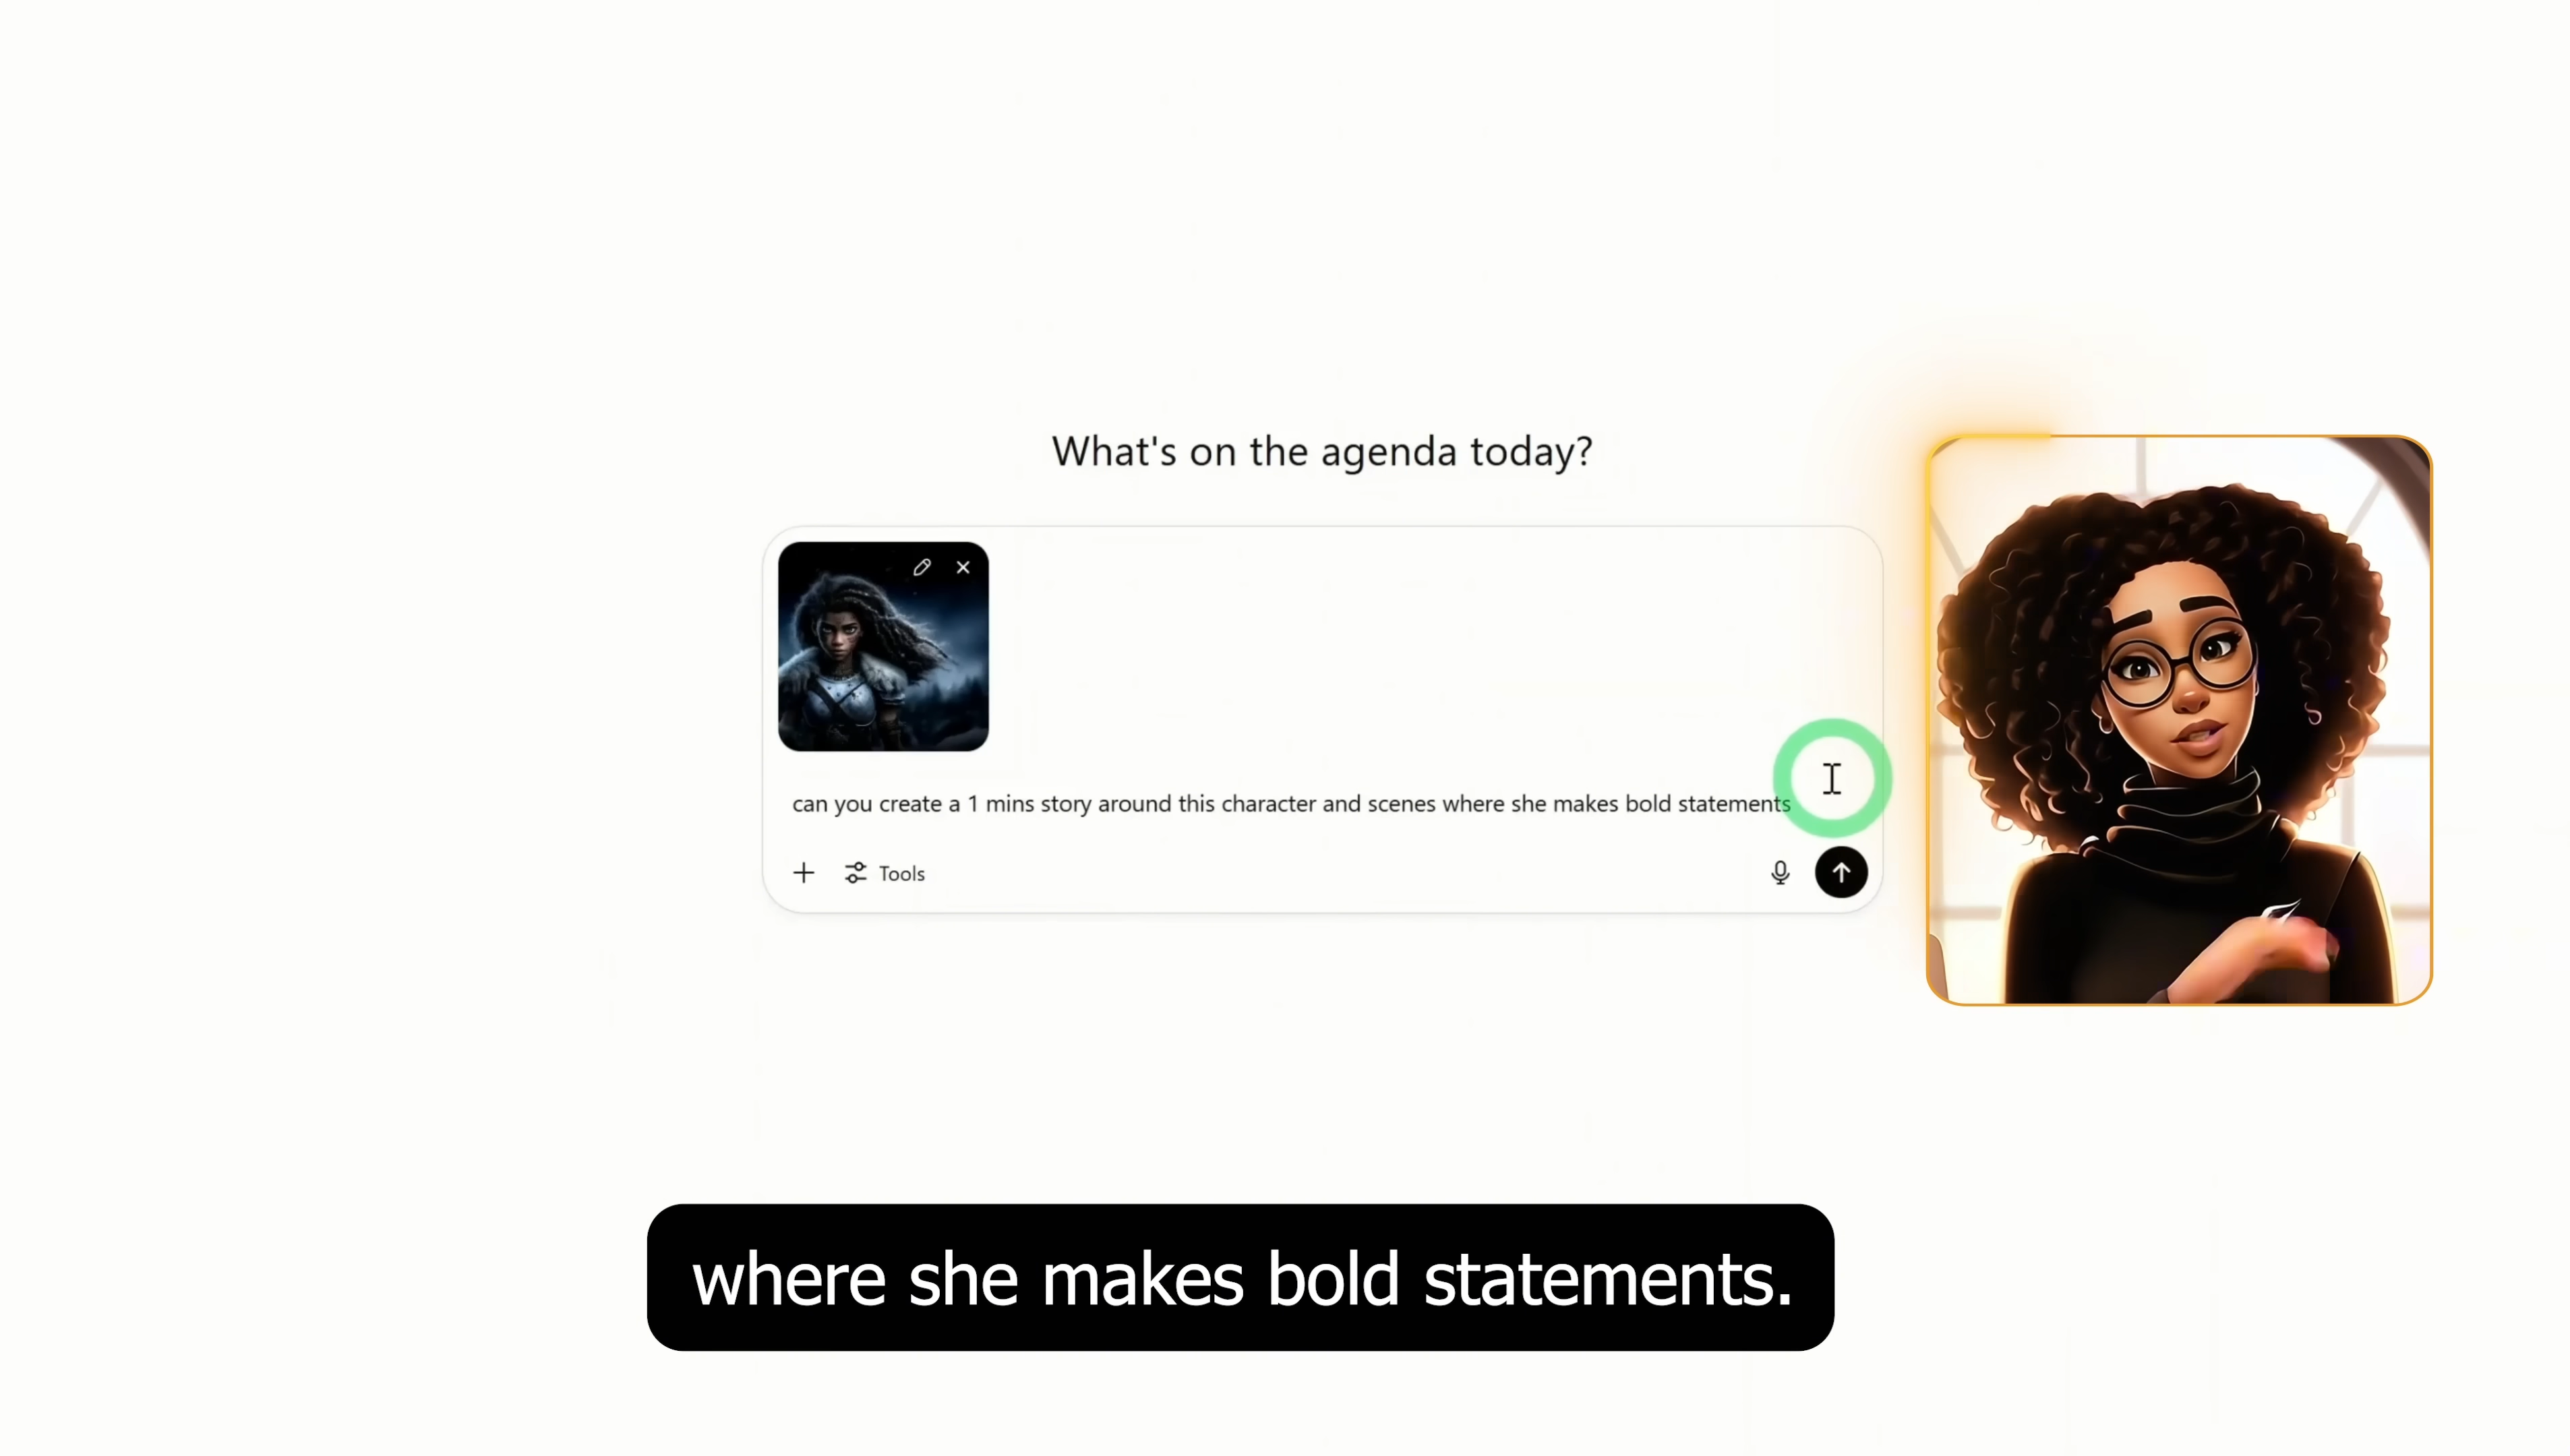 What's on the agenda today?
can you create a 1 mins story around this character and scenes where she makes bold statements
Tools
where she makes bold statements.